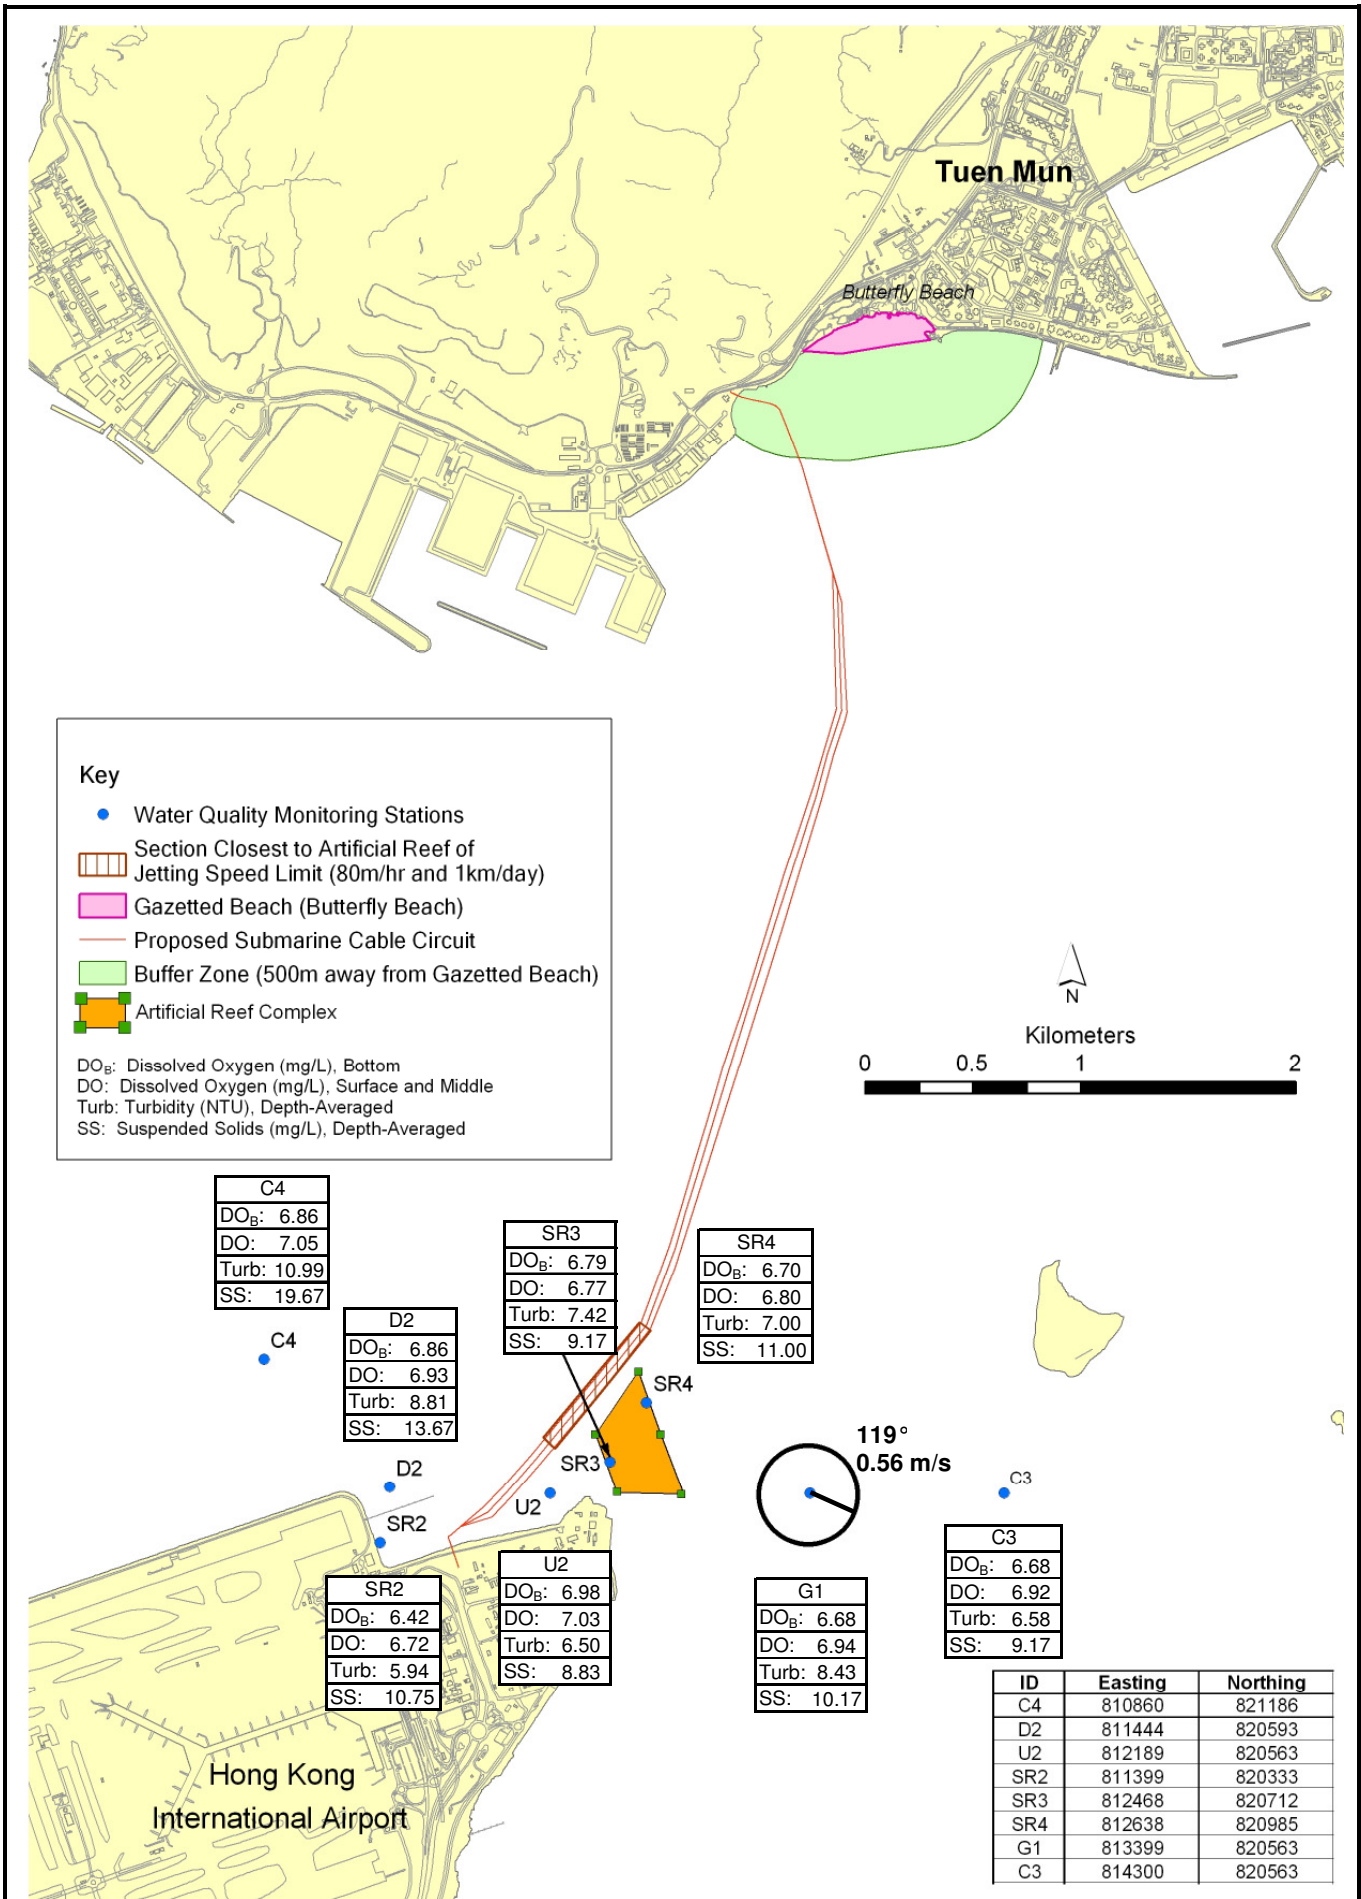 Tuen Mun
Butterfly Beach
Key
Water Quality Monitoring Stations
Section Closest to Artificial Reef of
Jetting Speed Limit (80m/hr and 1km/day)
Gazetted Beach (Butterfly Beach)
Proposed Submarine Cable Circuit
Buffer Zone (500m away from Gazetted Beach)
Artificial Reef Complex
DOB: Dissolved Oxygen (mg/L), Bottom
DO: Dissolved Oxygen (mg/L), Surface and Middle
Turb: Turbidity (NTU), Depth-Averaged
SS: Suspended Solids (mg/L), Depth-Averaged
N
Kilometers
0 0.5 1 2
C4
DOB: 6.86
DO: 7.05
Turb: 10.99
SS: 19.67
C4
D2
DOB: 6.86
DO: 6.93
Turb: 8.81
SS: 13.67
D2
SR3
DOB: 6.79
DO: 6.77
Turb: 7.42
SS: 9.17
SR3
SR4
DOB: 6.70
DO: 6.80
Turb: 7.00
SS: 11.00
SR4
119°
0.56 m/s
C3
U2
SR2
SR2
DOB: 6.42
DO: 6.72
Turb: 5.94
SS: 10.75
U2
DOB: 6.98
DO: 7.03
Turb: 6.50
SS: 8.83
G1
DOB: 6.68
DO: 6.94
Turb: 8.43
SS: 10.17
C3
DOB: 6.68
DO: 6.92
Turb: 6.58
SS: 9.17
Hong Kong
International Airport
ID Easting Northing
C4 810860 821186
D2 811444 820593
U2 812189 820563
SR2 811399 820333
SR3 812468 820712
SR4 812638 820985
G1 813399 820563
C3 814300 820563